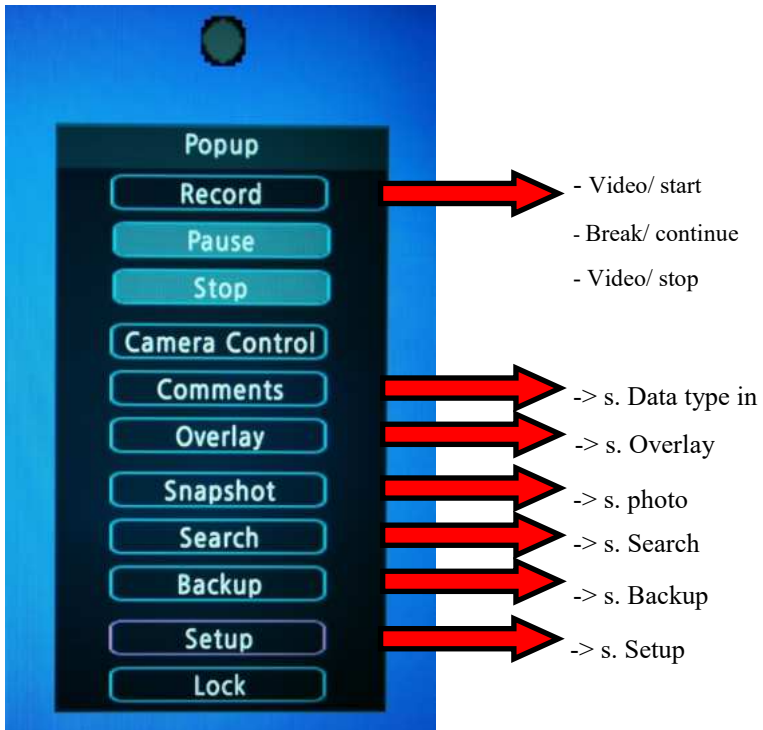 Popup
Record
- Video/ start
Pause
- Break/ continue
Stop
- Video/ stop
Camera Control
Comments
-> s. Data type in
Overlay
-> s. Overlay
Snapshot
-> s. photo
Search
-> s. Search
Backup
-> s. Backup
Setup
-> s. Setup
Lock